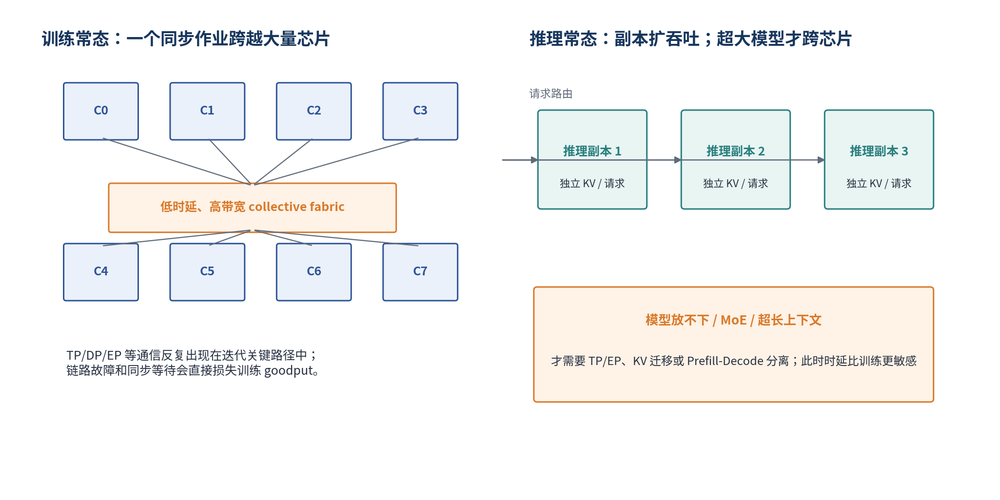 训练常态：一个同步作业跨越大量芯片
C0
C1
C2
C3
低时延、高带宽 collective fabric
C4
C5
C6
C7
TP/DP/EP 等通信反复出现在迭代关键路径中；
链路故障和同步等待会直接损失训练 goodput。
推理常态：副本扩吞吐；超大模型才跨芯片
请求路由
推理副本 1
独立 KV / 请求
推理副本 2
独立 KV / 请求
推理副本 3
独立 KV / 请求
模型放不下 / MoE / 超长上下文
才需要 TP/EP、KV 迁移或 Prefill-Decode 分离；此时时延比训练更敏感